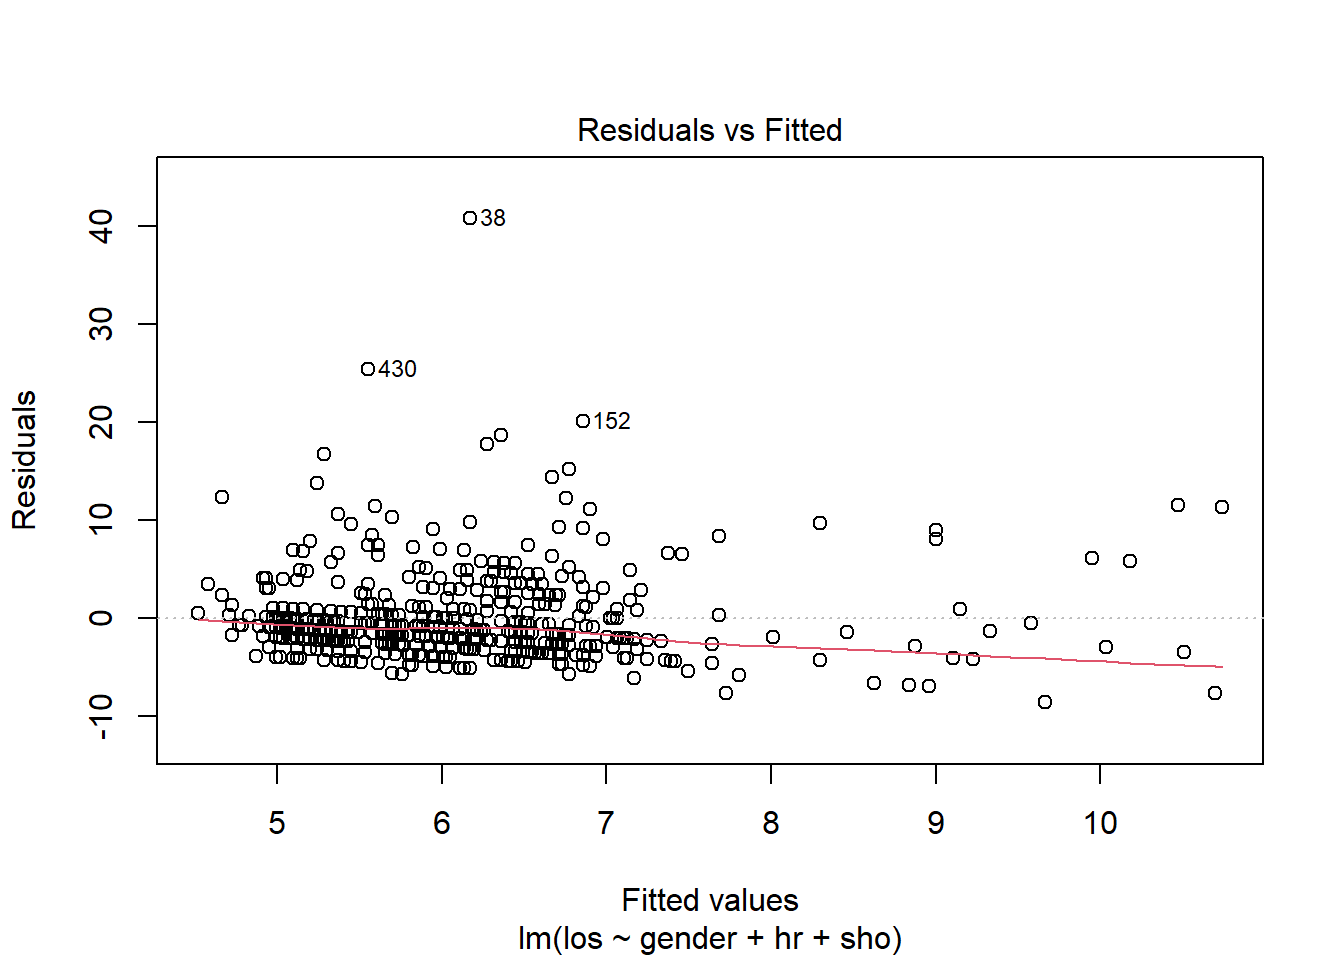 Residuals vs Fitted
Residuals
40
30
20
10
0
-10
38
430
152
5 6 7 8 9 10
Fitted values
lm(los ~ gender + hr + sho)